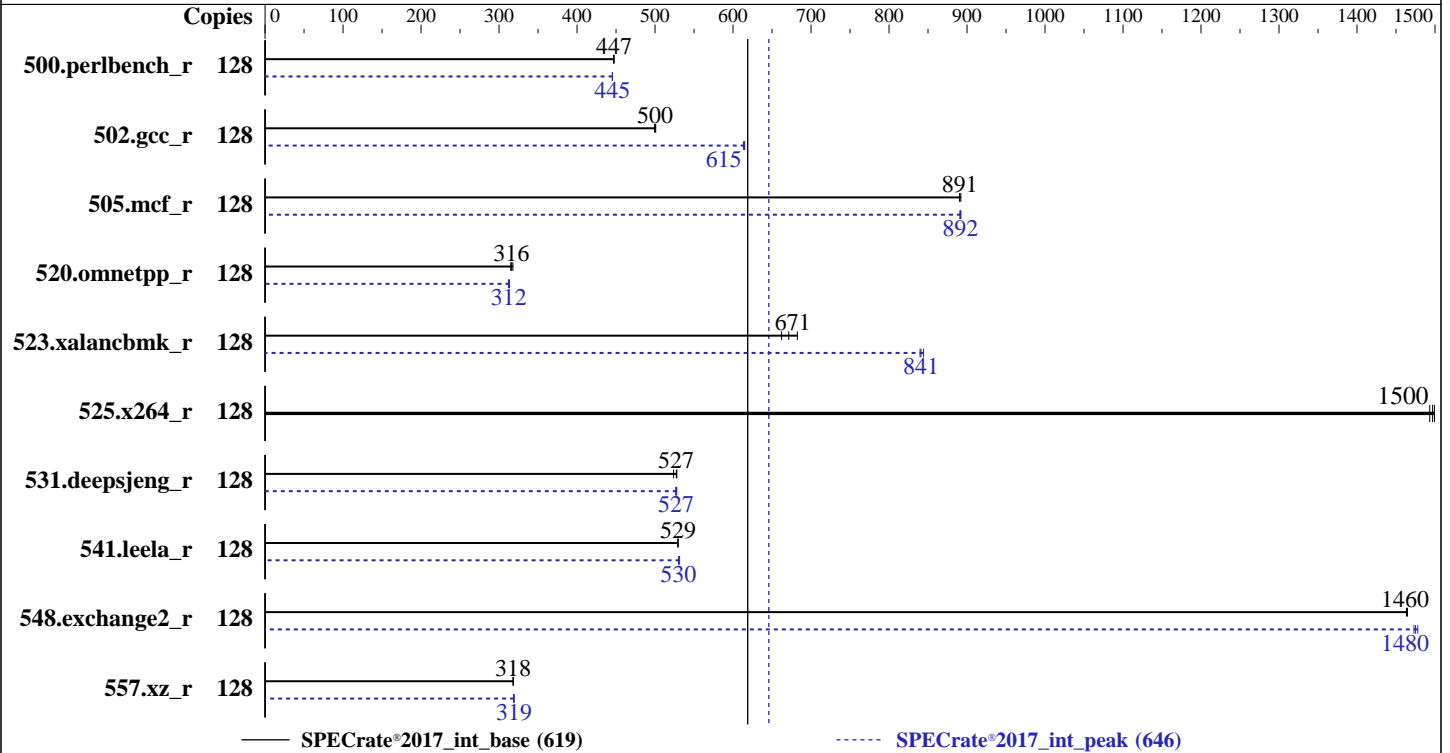 Copies 0 100 200 300 400 500 600 700 800 900 1000 1100 1200 1300 1400 1500
447
500.perlbench_r 128
445
500
502.gcc_r 128
615
891
505.mcf_r 128
892
316
520.omnetpp_r 128
312
671
523.xalancbmk_r 128
841
1500
525.x264_r 128
527
531.deepsjeng_r 128
527
529
541.leela_r 128
530
1460
548.exchange2_r 128
1480
318
557.xz_r 128
319
SPECrate®2017_int_base (619) SPECrate®2017_int_peak (646)